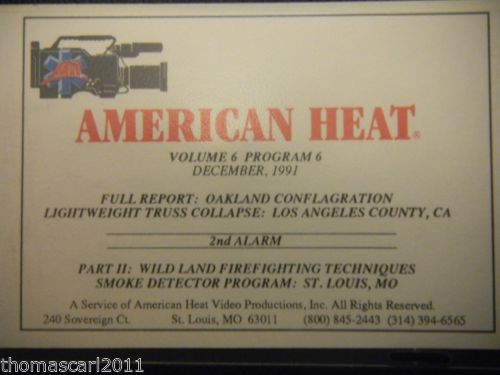 AMERICAN HEAT®
VOLUME 6 PROGRAM 6
DECEMBER, 1991
FULL REPORT: OAKLAND CONFLAGRATION
LIGHTWEIGHT TRUSS COLLAPSE: LOS ANGELES COUNTY, CA
2nd ALARM
PART II: WILD LAND FIREFIGHTING TECHNIQUES
SMOKE DETECTOR PROGRAM: ST. LOUIS, MO
A Service of American Heat Video Productions, Inc. All Rights Reserved.
240 Sovereign Ct. St. Louis, MO 63011 (800) 845-2443 (314) 394-6565
thomascarl2011